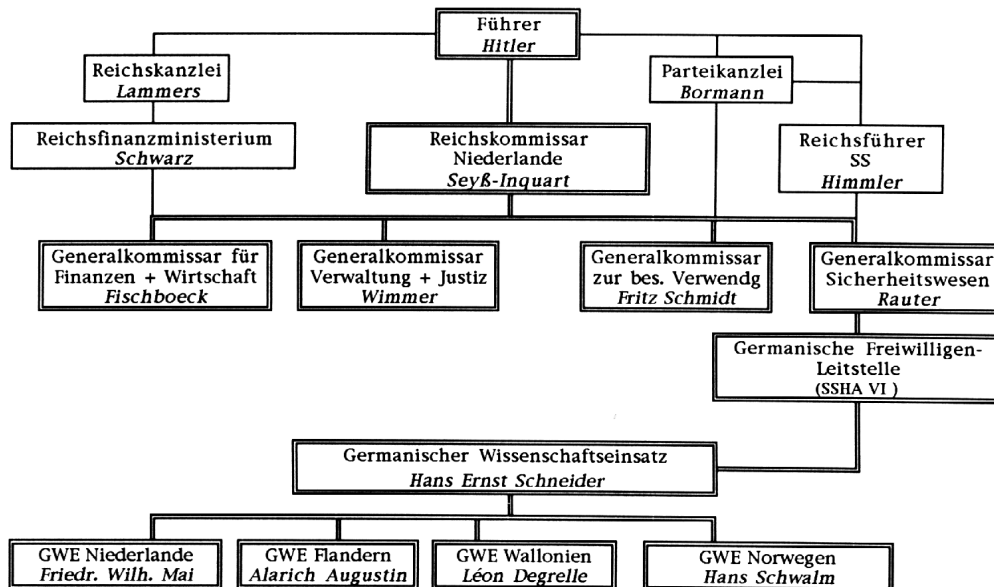 Führer
Hitler
Reichskanzlei
Lammers
Parteikanzlei
Bormann
Reichsfinanzministerium
Schwarz
Reichskommissar
Niederlande
Seyß-Inquart
Reichsführer
SS
Himmler
Generalkommissar für
Finanzen + Wirtschaft
Fischboeck
Generalkommissar
Verwaltung + Justiz
Wimmer
Generalkommissar
zur bes. Verwendg
Fritz Schmidt
Generalkommissar
Sicherheitswesen
Rauter
Germanische Freiwilligen-
Leitstelle
(SSHA VI )
Germanischer Wissenschaftseinsatz
Hans Ernst Schneider
GWE Niederlande
Friedr. Wilh. Mai
GWE Flandern
Alarich Augustin
GWE Wallonien
Léon Degrelle
GWE Norwegen
Hans Schwalm